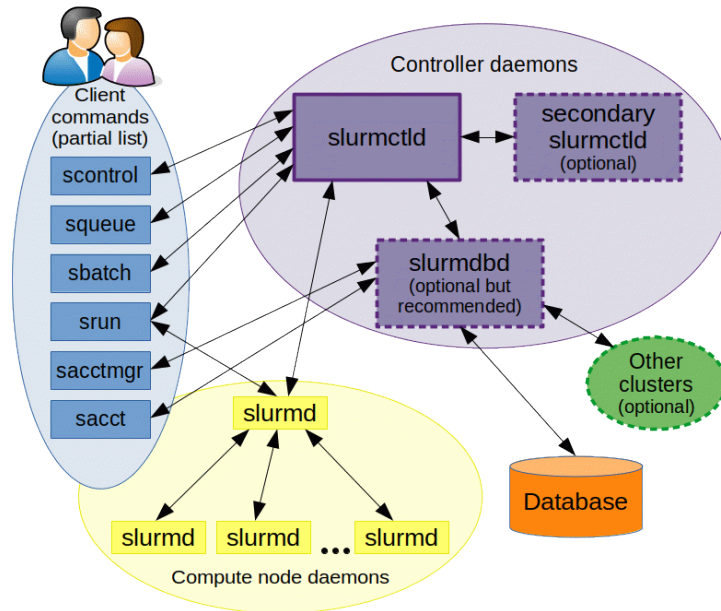 Client
commands
(partial list)
scontrol
squeue
sbatch
srun
sacctmgr
sacct
Controller daemons
slurmctld
secondary
slurmctld
(optional)
slurmdbd
(optional but
recommended)
Other
clusters
(optional)
Database
slurmd
slurmd
slurmd
...
slurmd
Compute node daemons